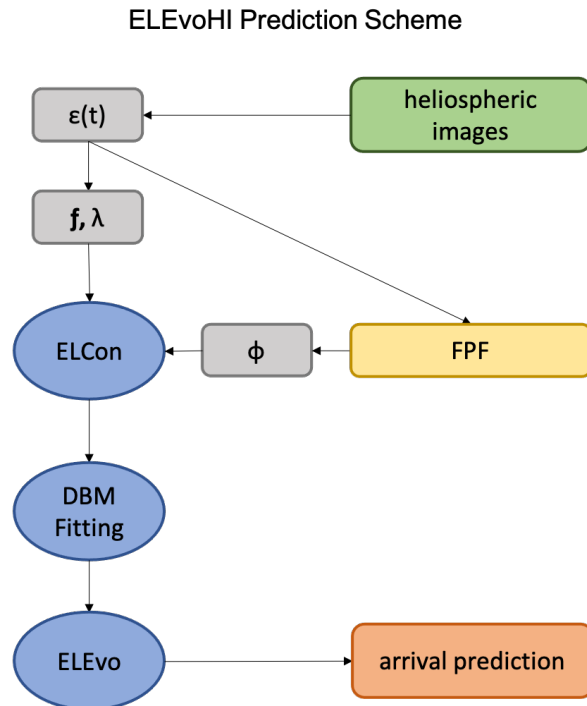 ELEvoHI Prediction Scheme
ε(t)
heliospheric
images
ƒ, λ
ELCon
ϕ
FPF
DBM
Fitting
ELEvo
arrival prediction